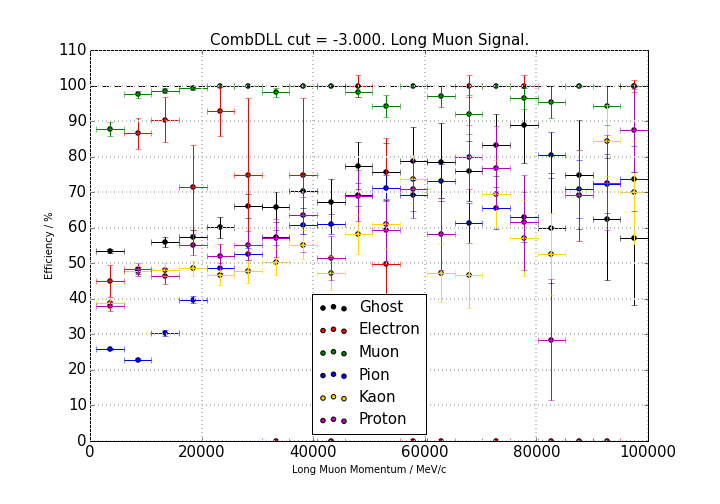 CombDLL cut = -3.000. Long Muon Signal.
110
100
90
80
70
60
50
40
30
20
10
0
Efficiency / %
Ghost
Electron
Muon
Pion
Kaon
Proton
0 20000 40000 60000 80000 100000
Long Muon Momentum / MeV/c